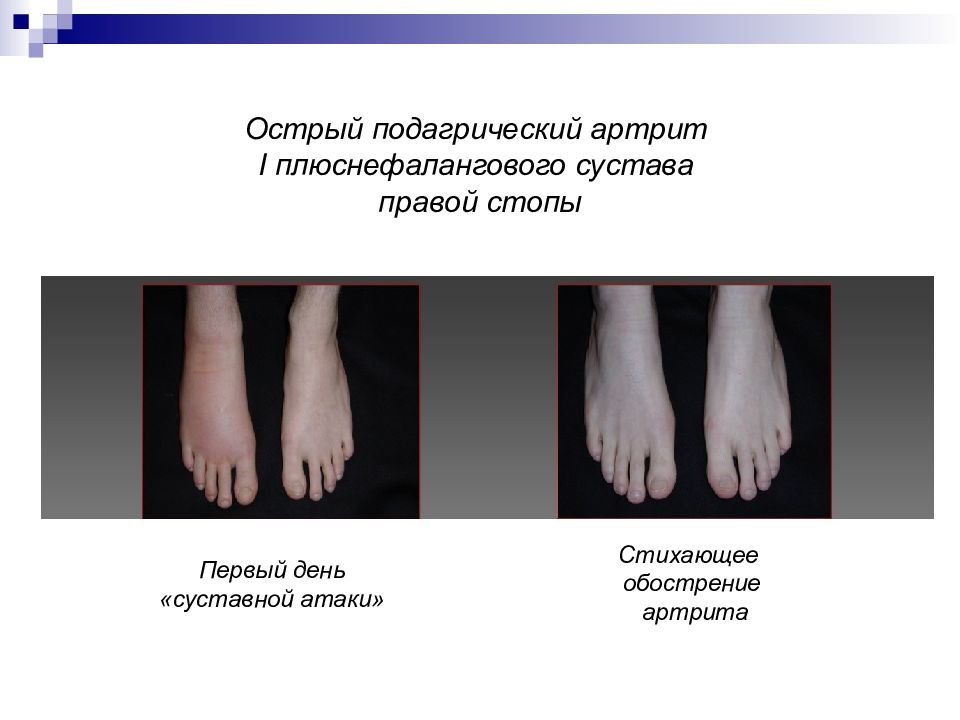 Острый подагрический артрит
I плюснефалангового сустава
правой стопы
Первый день
«суставной атаки»
Стихающее
обострение
артрита